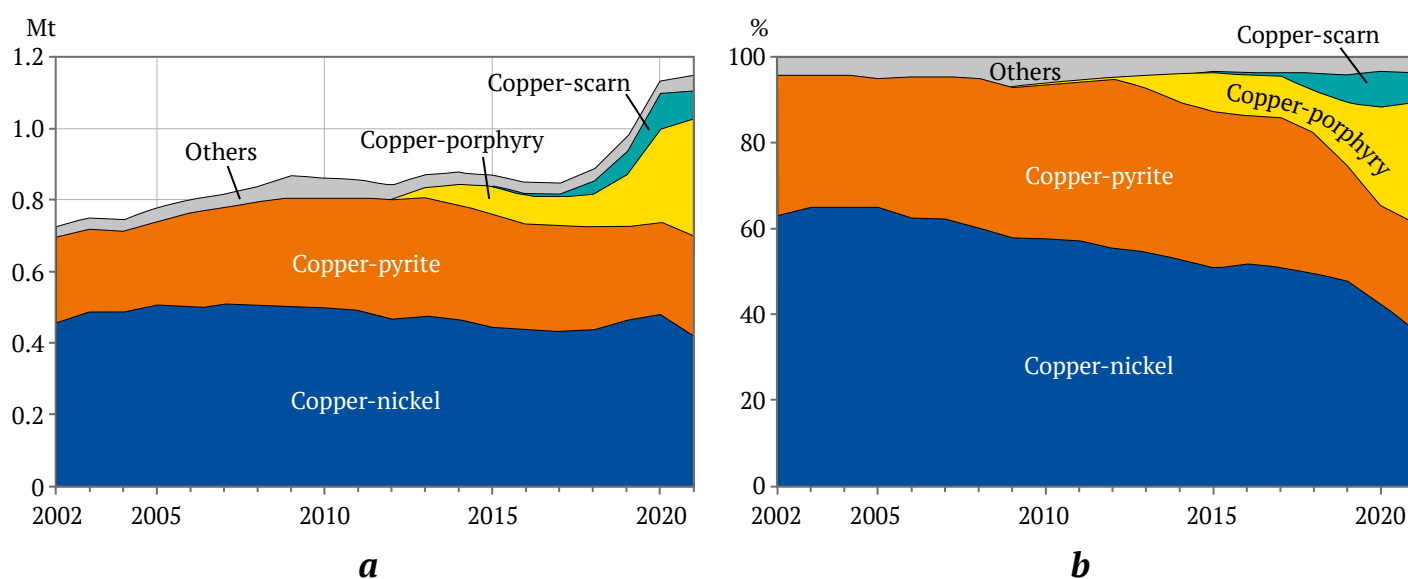 Mt
1.2
1.0
0.8
0.6
0.4
0.2
0
Copper-scarn
Copper-porphyry
Others
Copper-pyrite
Copper-nickel
2002
2005
2010
2015
2020
a
%
100
80
60
40
20
0
Copper-scarn
Others
Copper-porphyry
Copper-pyrite
Copper-nickel
2002
2005
2010
2015
2020
b